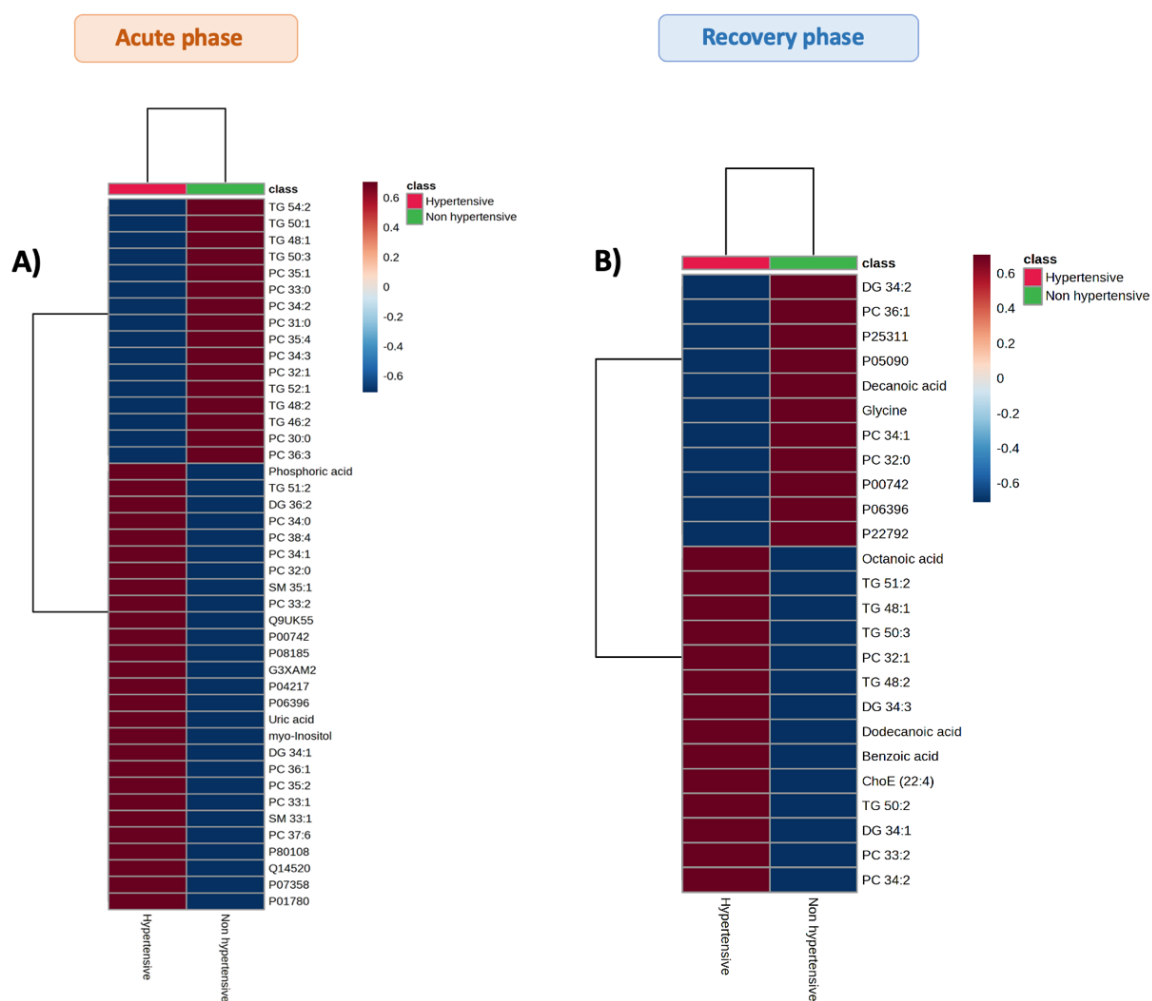 Acute phase
Recovery phase
A)
class
TG 54:2
TG 50:1
TG 48:1
TG 50:3
PC 35:1
PC 33:0
PC 34:2
PC 31:0
PC 35:4
PC 34:3
PC 32:1
TG 52:1
TG 48:2
TG 46:2
PC 30:0
PC 36:3
Phosphoric acid
TG 51:2
DG 36:2
PC 34:0
PC 38:4
PC 34:1
PC 32:0
SM 35:1
PC 33:2
Q9UK55
P00742
P08185
G3XAM2
P04217
P06396
Uric acid
myo-Inositol
DG 34:1
PC 36:1
PC 35:2
PC 33:1
SM 33:1
PC 37:6
P80108
Q14520
P07358
P01780
Hypertensive
Non hypertensive
0.6
0.4
0.2
0
-0.2
-0.4
-0.6
class
Hypertensive
Non hypertensive
B)
class
DG 34:2
PC 36:1
P25311
P05090
Decanoic acid
Glycine
PC 34:1
PC 32:0
P00742
P06396
P22792
Octanoic acid
TG 51:2
TG 48:1
TG 50:3
PC 32:1
TG 48:2
DG 34:3
Dodecanoic acid
Benzoic acid
ChoE (22:4)
TG 50:2
DG 34:1
PC 33:2
PC 34:2
Hypertensive
Non hypertensive
0.6
0.4
0.2
0
-0.2
-0.4
-0.6
class
Hypertensive
Non hypertensive